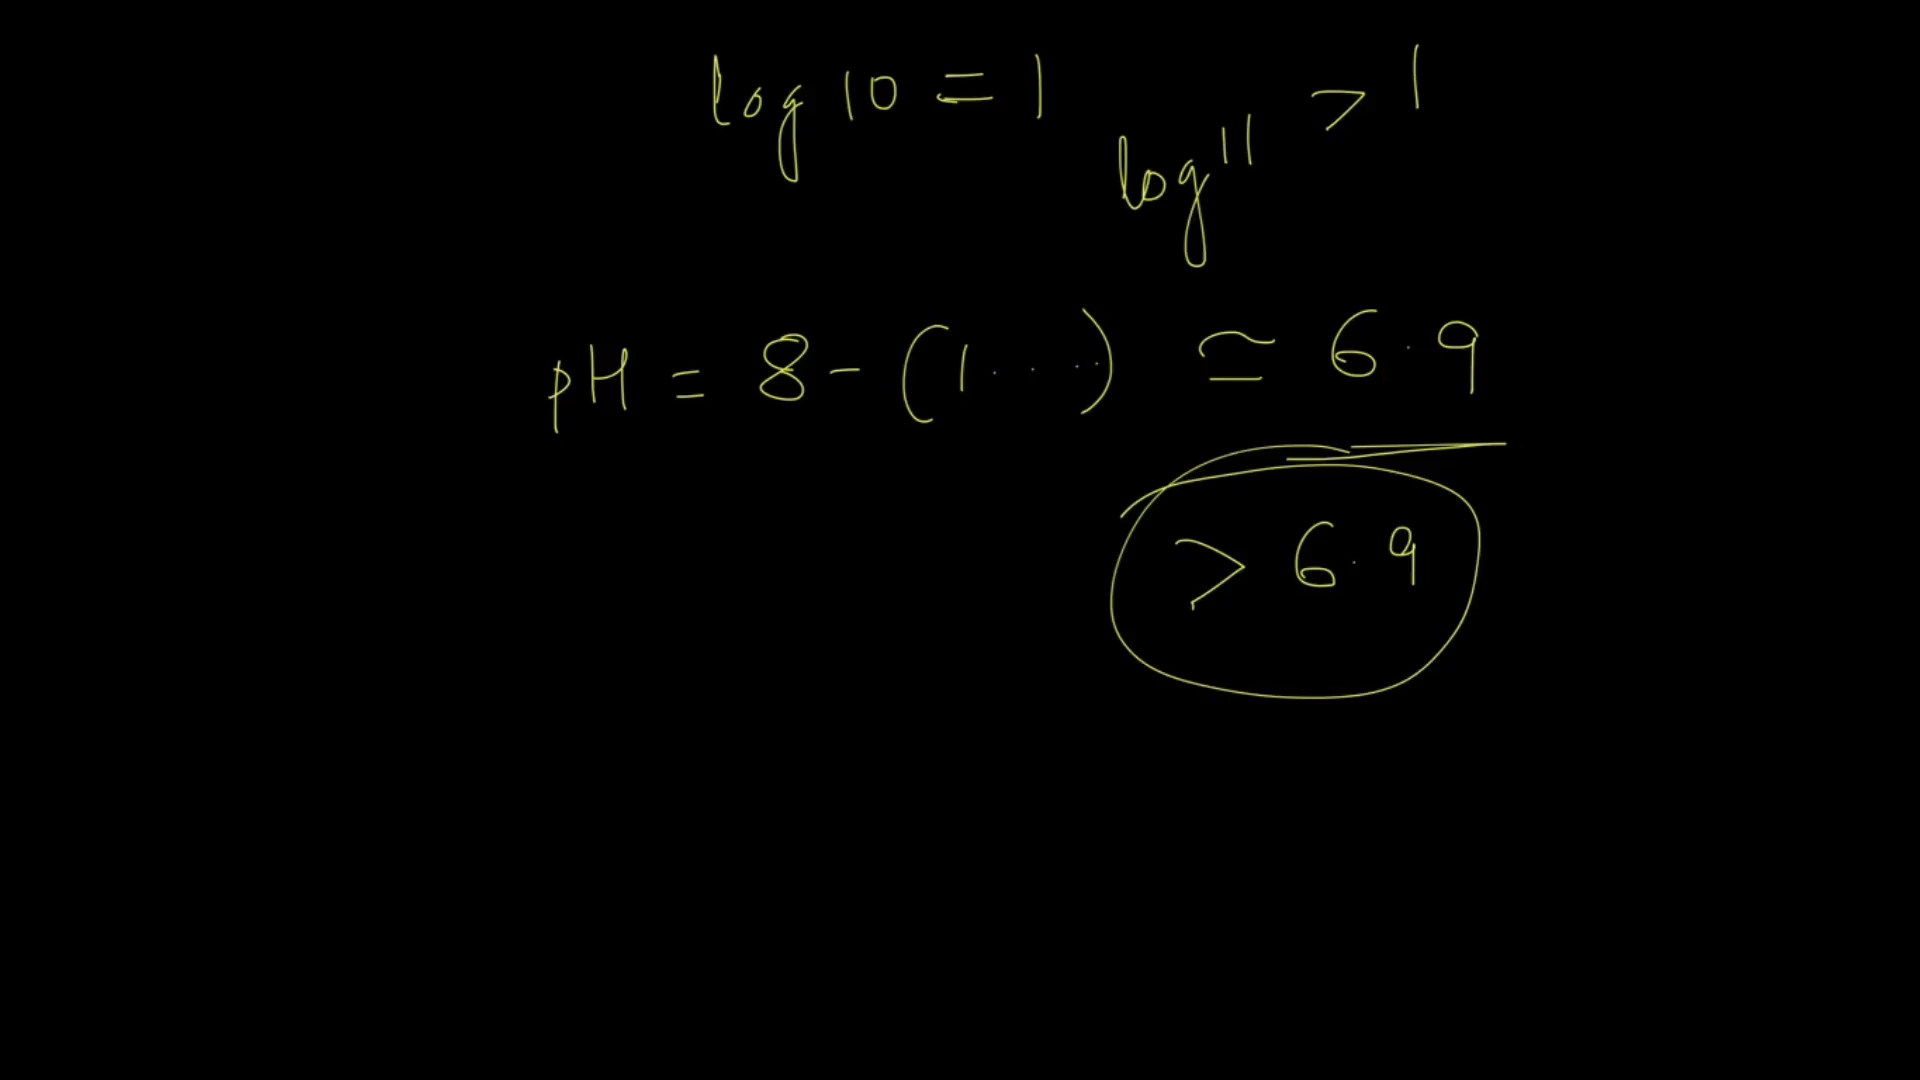 log 10 = 1
log 11 > 1
pH = 8 - (1....) ≃ 6.9
> 6.9